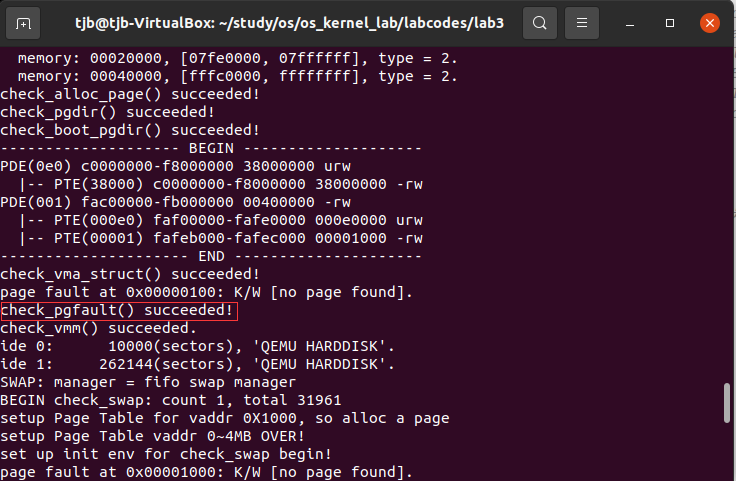 tjb@tjb-VirtualBox: ~/study/os/os_kernel_lab/labcodes/lab3
  memory: 00020000, [07fe0000, 07ffffff], type = 2.
  memory: 00040000, [fffc0000, ffffffff], type = 2.
check_alloc_page() succeeded!
check_pgdir() succeeded!
check_boot_pgdir() succeeded!
-------------------- BEGIN --------------------
PDE(0e0) c0000000-f8000000 38000000 urw
  |-- PTE(38000) c0000000-f8000000 38000000 -rw
PDE(001) fac00000-fb000000 00400000 -rw
  |-- PTE(000e0) faf00000-fafe0000 000e0000 urw
  |-- PTE(00001) fafeb000-fafec000 00001000 -rw
--------------------- END ---------------------
check_vma_struct() succeeded!
page fault at 0x00000100: K/W [no page found].
check_pgfault() succeeded!
check_vmm() succeeded.
ide 0:      10000(sectors), 'QEMU HARDDISK'.
ide 1:     262144(sectors), 'QEMU HARDDISK'.
SWAP: manager = fifo swap manager
BEGIN check_swap: count 1, total 31961
setup Page Table for vaddr 0X1000, so alloc a page
setup Page Table vaddr 0~4MB OVER!
set up init env for check_swap begin!
page fault at 0x00001000: K/W [no page found].